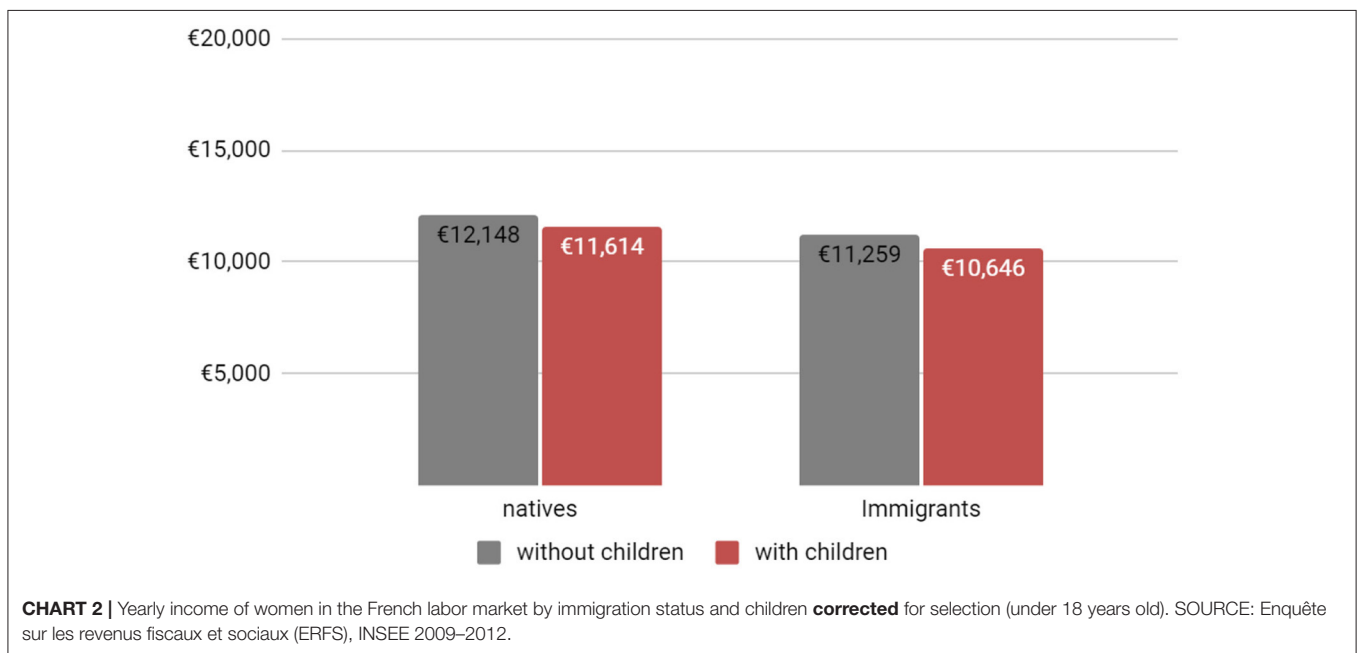 €20,000
€15,000
€10,000
€5,000
€12,148
€11,614
€11,259
€10,646
natives
Immigrants
without children
with children
CHART 2 | Yearly income of women in the French labor market by immigration status and children corrected for selection (under 18 years old). SOURCE: Enquête
sur les revenus fiscaux et sociaux (ERFS), INSEE 2009–2012.